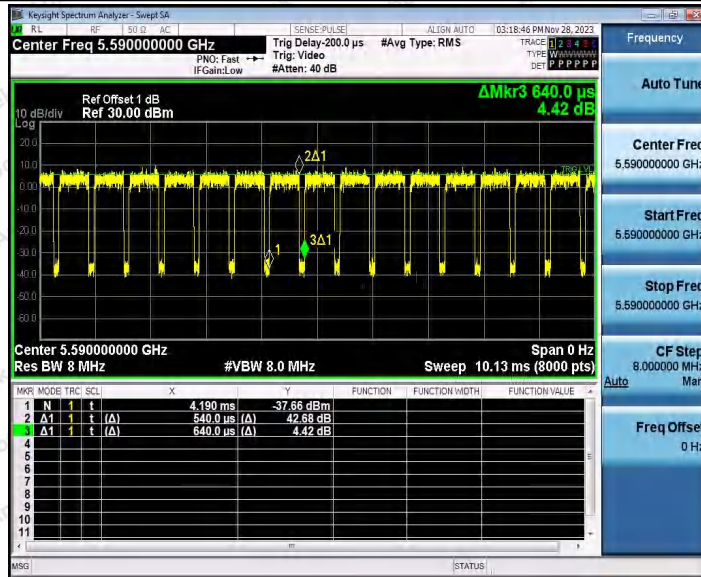 Keysight Spectrum Analyzer - Swept SA
RL RF 50 Ω AC SENSE:PULSE ALIGN AUTO 03:18:46 PM Nov 28, 2023
Center Freq 5.590000000 GHz
PNO: Fast
IFGain:Low
Trig Delay-200.0 µs
Trig: Video
#Atten: 40 dB
#Avg Type: RMS
TRACE 1 2 3 4 5 6
TYPE W
DET P P P P P P
ΔMkr3 640.0 µs
4.42 dB
Ref Offset 1 dB
10 dB/div Ref 30.00 dBm
Log
20.0
10.0
0.00
-10.0
-20.0
-30.0
-40.0
-50.0
-60.0
2Δ1
1
3Δ1
Center 5.590000000 GHz Span 0 Hz
Res BW 8 MHz #VBW 8.0 MHz Sweep 10.13 ms (8000 pts)
MKR MODE TRC SCL X Y FUNCTION FUNCTION WIDTH FUNCTION VALUE
1 N 1 t 4.190 ms -37.66 dBm
2 Δ1 1 t (Δ) 540.0 µs (Δ) 42.68 dB
3 Δ1 1 t (Δ) 640.0 µs (Δ) 4.42 dB
4
5
6
7
8
9
10
11
MSG STATUS
Frequency
Auto Tune
Center Freq
5.590000000 GHz
Start Freq
5.590000000 GHz
Stop Freq
5.590000000 GHz
CF Step
8.000000 MHz
Auto Man
Freq Offset
0 Hz